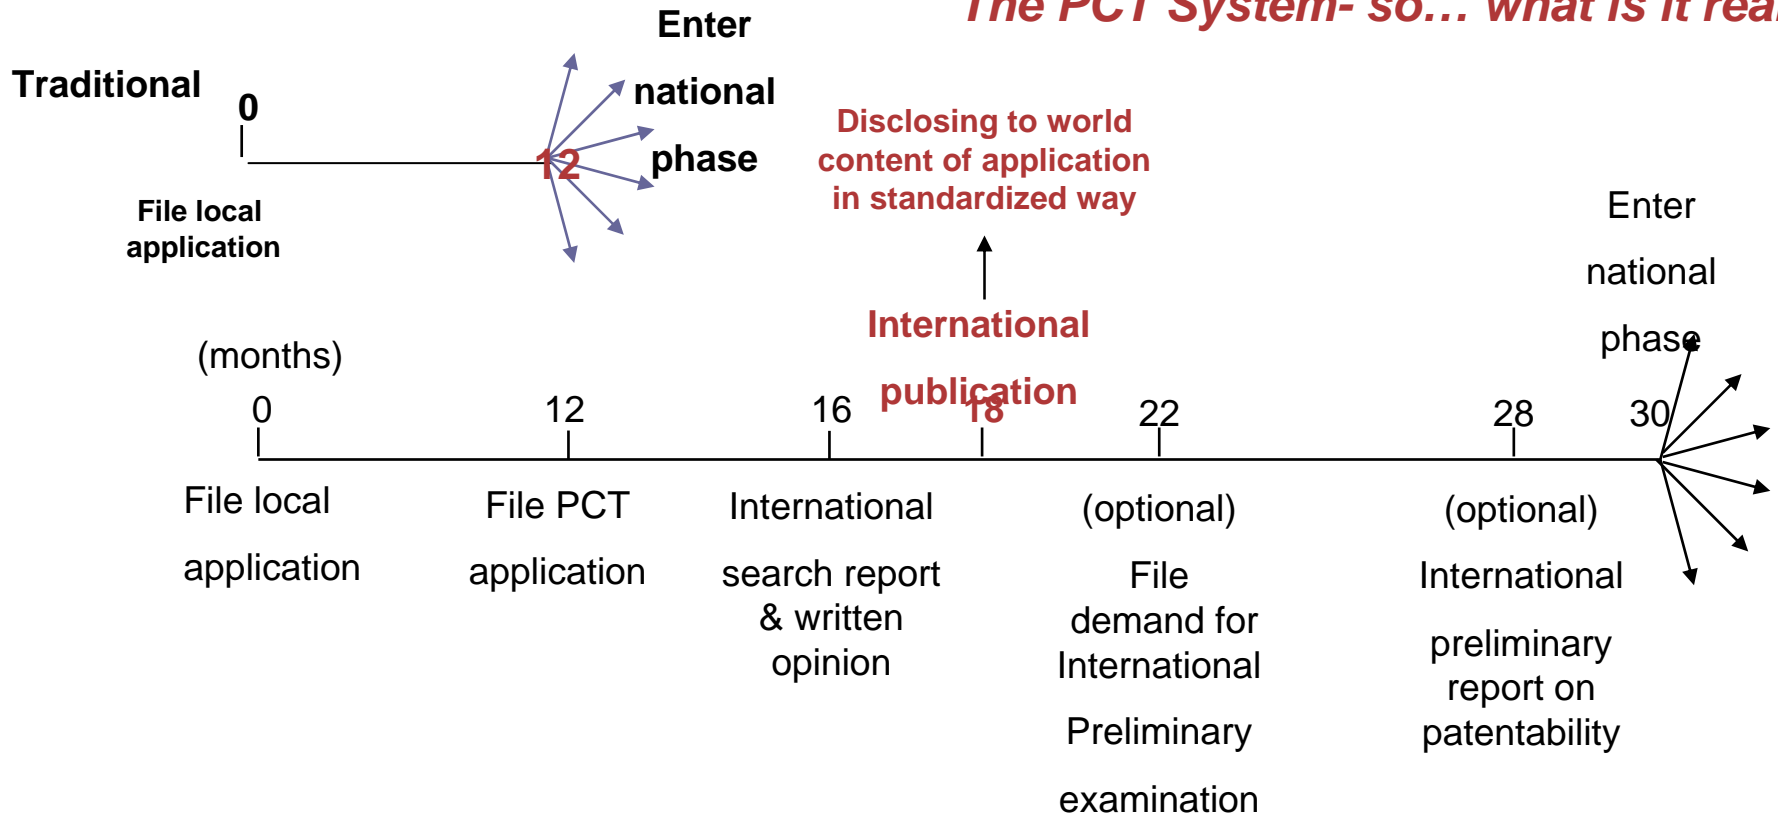 The PCT System- so… what is it
Traditional
0
12
Enter
national
phase
File local
application
Disclosing to world
content of application
in standardized way
International
publication
Enter
national
phase
(months)
0
12
16
18
22
28
30
File local
application
File PCT
application
International
search report
& written
opinion
(optional)
File
demand for
International
Preliminary
examination
(optional)
International
preliminary
report on
patentability